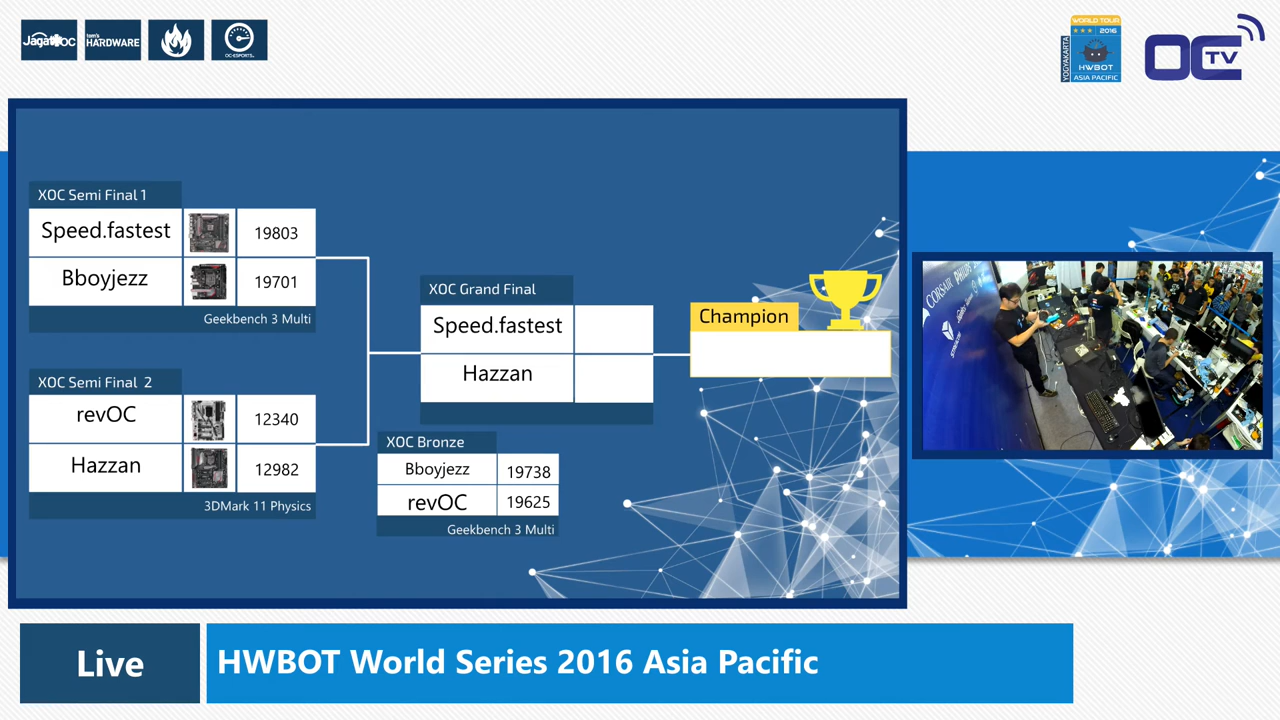 JagatOC
tom's HARDWARE
OC-ESPORTS
WORLD TOUR
2016
YOGYAKARTA
HWBOT
ASIA PACIFIC
OC TV
XOC Semi Final 1
Speed.fastest 19803
Bboyjezz 19701
Geekbench 3 Multi
XOC Semi Final 2
revOC 12340
Hazzan 12982
3DMark 11 Physics
XOC Grand Final
Speed.fastest
Hazzan
XOC Bronze
Bboyjezz 19738
revOC 19625
Geekbench 3 Multi
Champion
CORSAIR
Live
HWBOT World Series 2016 Asia Pacific